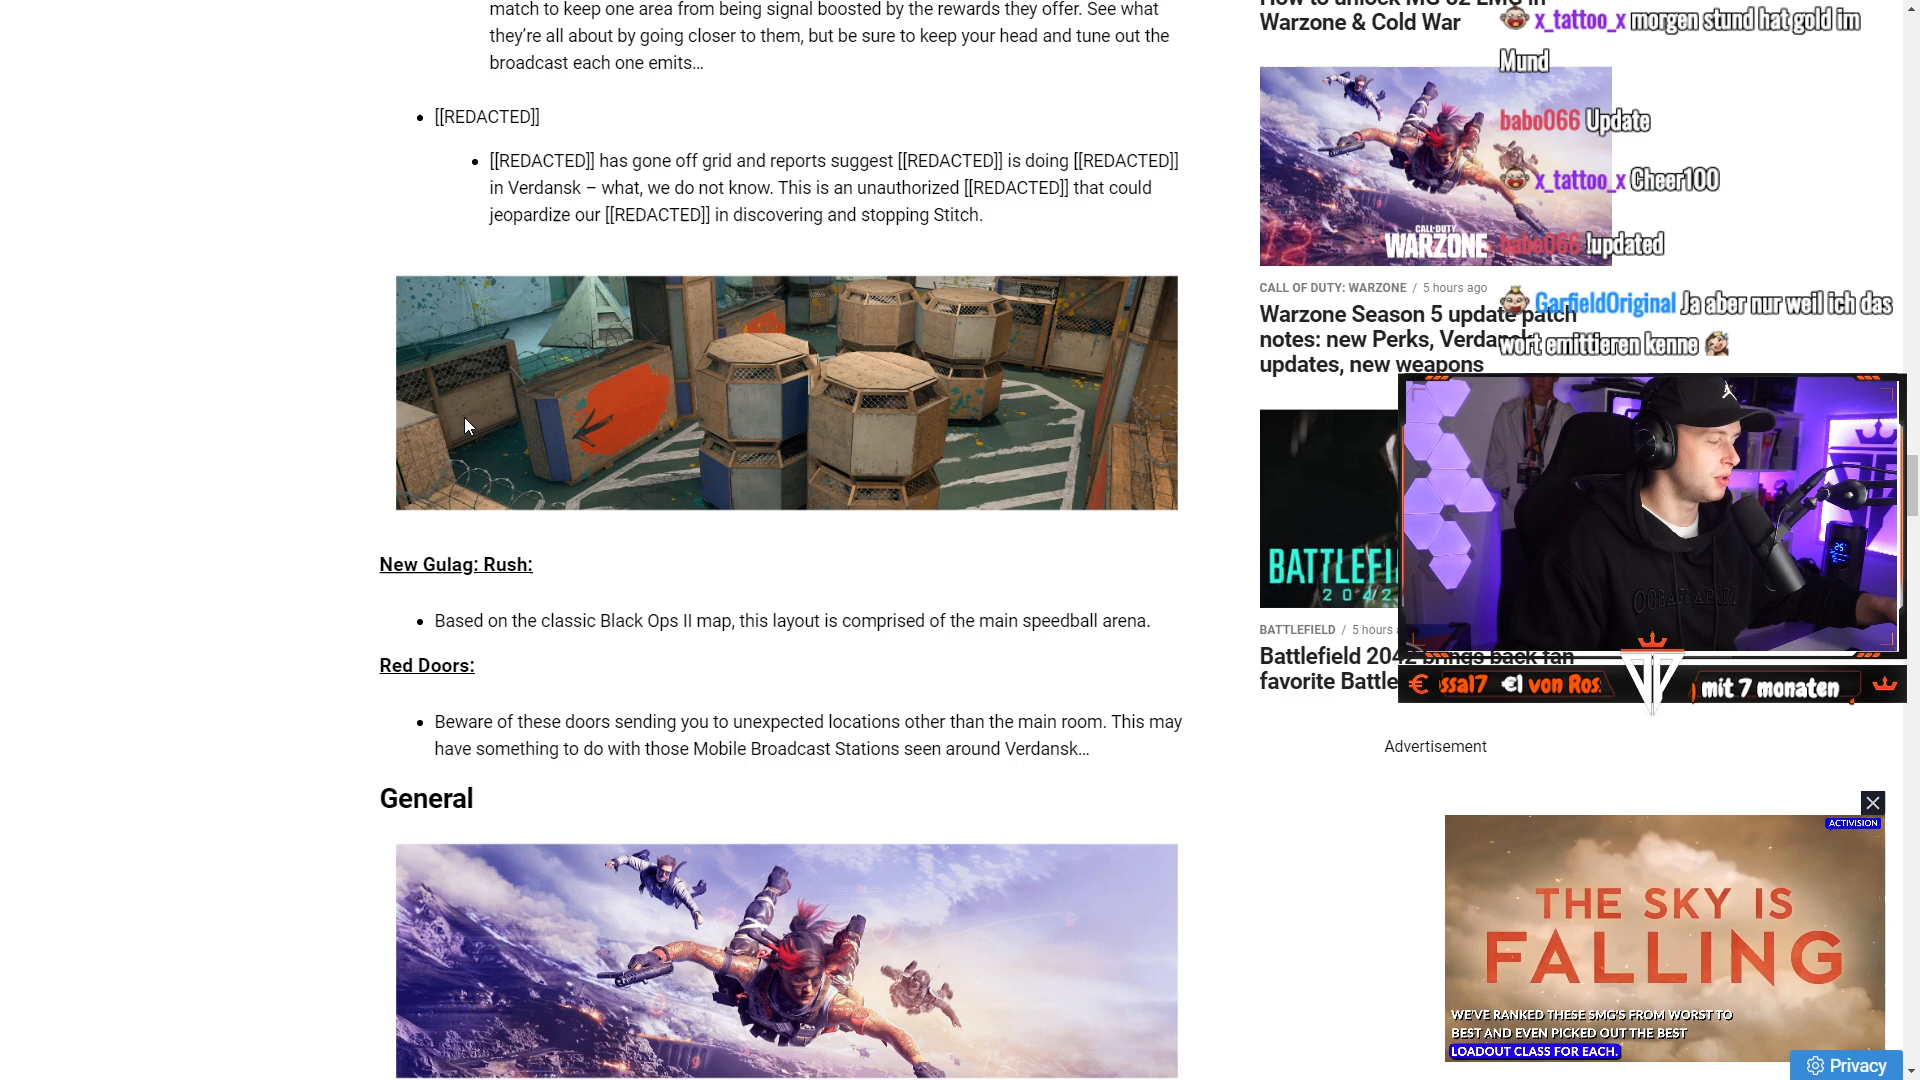 match to keep one area from being signal boosted by the rewards they offer. See what
they're all about by going closer to them, but be sure to keep your head and tune out the
broadcast each one emits…
[[REDACTED]]
[[REDACTED]] has gone off grid and reports suggest [[REDACTED]] is doing [[REDACTED]]
in Verdansk – what, we do not know. This is an unauthorized [[REDACTED]] that could
jeopardize our [[REDACTED]] in discovering and stopping Stitch.
New Gulag: Rush:
Based on the classic Black Ops II map, this layout is comprised of the main speedball arena.
Red Doors:
Beware of these doors sending you to unexpected locations other than the main room. This may
have something to do with those Mobile Broadcast Stations seen around Verdansk…
General
Warzone & Cold War
CALL OF DUTY
WARZONE
CALL OF DUTY: WARZONE / 5 hours ago
Warzone Season 5 update patch
notes: new Perks, Verdansk
updates, new weapons
BATTLEFI
2042
BATTLEFIELD / 5 hours
Battlefield 2042 brings back fan
favorite Battle
x_tattoo_x morgen stund hat gold im
Mund
babo066 Update
x_tattoo_x Cheer100
babo066 !updated
GarfieldOriginal Ja aber nur weil ich das
wort emittieren kenne
€ ssa17 €1 von Ros
mit 7 monaten
Advertisement
ACTIVISION
THE SKY IS
FALLING
WE'VE RANKED THESE SMG'S FROM WORST TO
BEST AND EVEN PICKED OUT THE BEST
LOADOUT CLASS FOR EACH.
Privacy